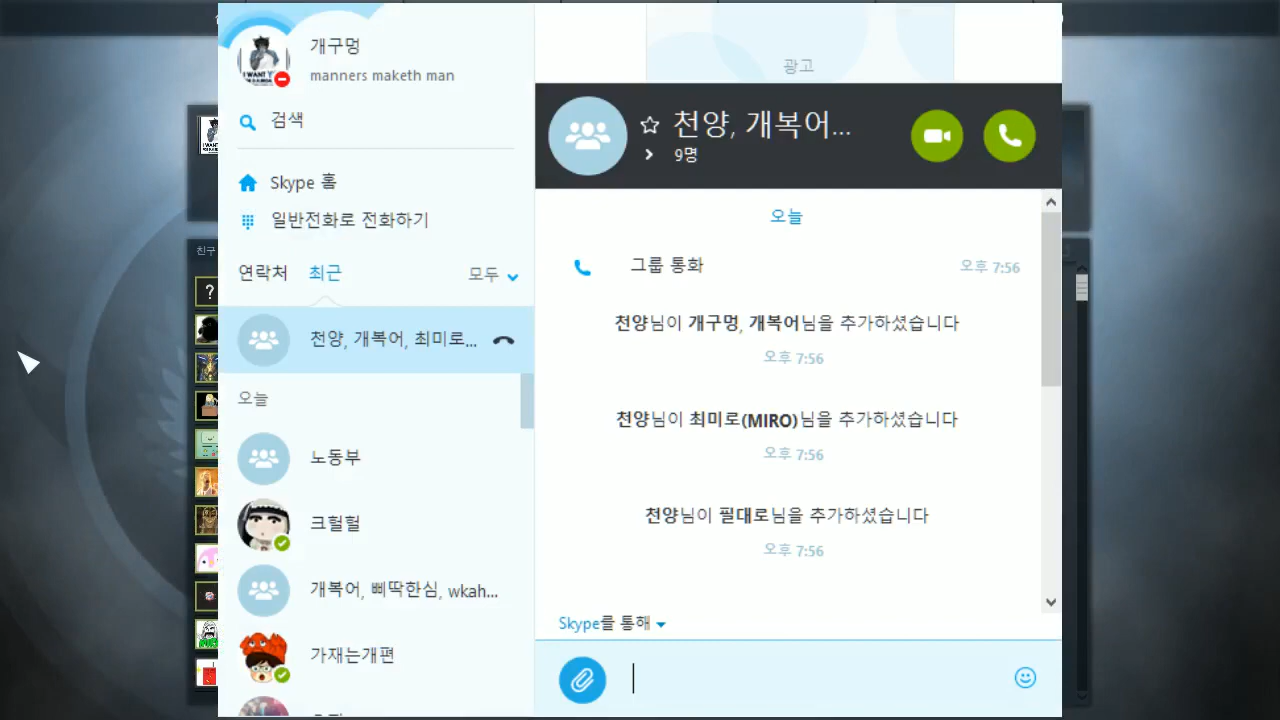 개구멍
manners maketh man
I WANT
검색
Skype 홈
일반전화로 전화하기
연락처 최근 모두
천양, 개복어, 최미로...
오늘
노동부
크헐헐
개복어, 삐딱한심, wkah...
가재는개편
광고
천양, 개복어...
9명
오늘
그룹 통화 오후 7:56
천양님이 개구멍, 개복어님을 추가하셨습니다
오후 7:56
천양님이 최미로(MIRO)님을 추가하셨습니다
오후 7:56
천양님이 필대로님을 추가하셨습니다
오후 7:56
Skype를 통해
친구
?